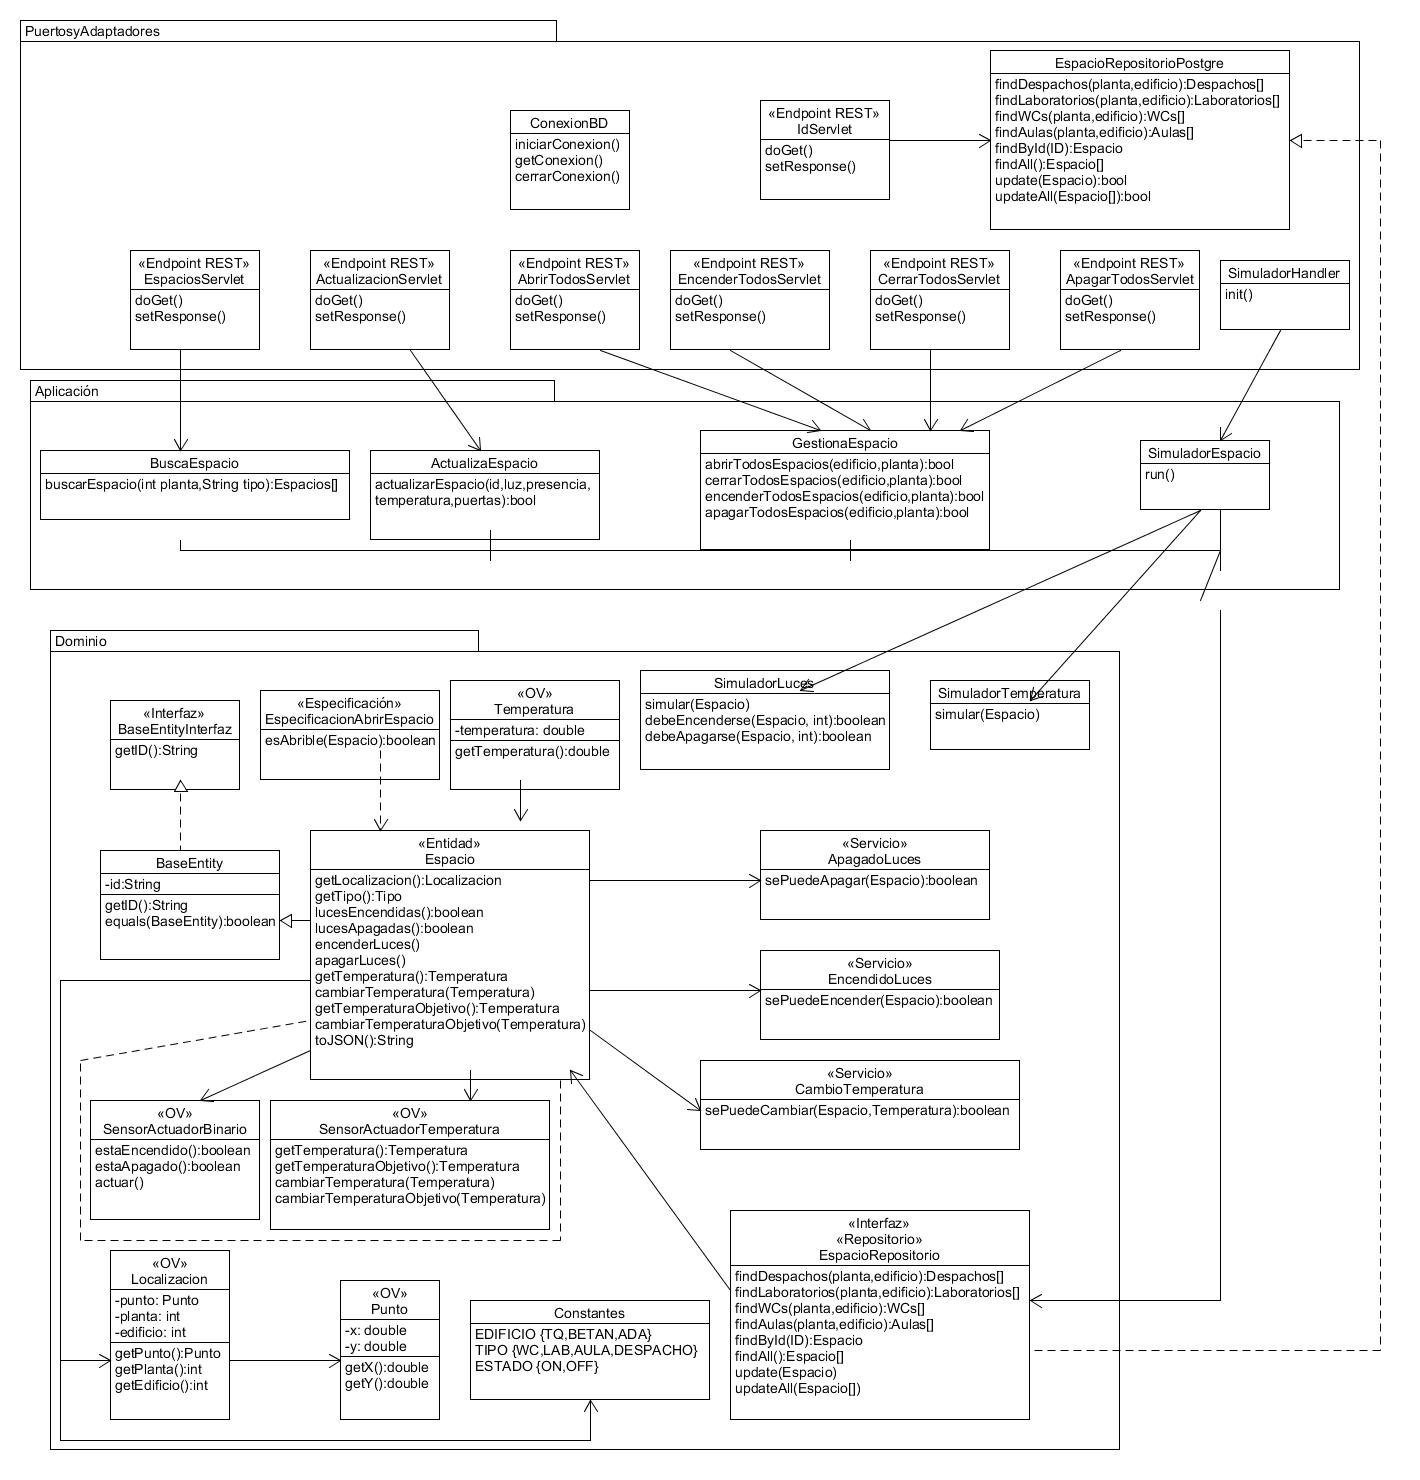 PuertosyAdaptadores
EspacioRepositorioPostgre
findDespachos(planta,edificio):Despachos[]
findLaboratorios(planta,edificio):Laboratorios[]
findWCs(planta,edificio):WCs[]
findAulas(planta,edificio):Aulas[]
findById(ID):Espacio
findAll():Espacio[]
update(Espacio):bool
updateAll(Espacio[]):bool
«Endpoint REST»
IdServlet
doGet()
setResponse()
ConexionBD
iniciarConexion()
getConexion()
cerrarConexion()
«Endpoint REST»
EspaciosServlet
doGet()
setResponse()
«Endpoint REST»
ActualizacionServlet
doGet()
setResponse()
«Endpoint REST»
AbrirTodosServlet
doGet()
setResponse()
«Endpoint REST»
EncenderTodosServlet
doGet()
setResponse()
«Endpoint REST»
CerrarTodosServlet
doGet()
setResponse()
«Endpoint REST»
ApagarTodosServlet
doGet()
setResponse()
SimuladorHandler
init()
Aplicación
BuscaEspacio
buscarEspacio(int planta,String tipo):Espacios[]
ActualizaEspacio
actualizarEspacio(id,luz,presencia,
temperatura,puertas):bool
GestionaEspacio
abrirTodosEspacios(edificio,planta):bool
cerrarTodosEspacios(edificio,planta):bool
encenderTodosEspacios(edificio,planta):bool
apagarTodosEspacios(edificio,planta):bool
SimuladorEspacio
run()
Dominio
«Interfaz»
BaseEntityInterfaz
getID():String
«Especificación»
EspecificacionAbrirEspacio
esAbrible(Espacio):boolean
«OV»
Temperatura
-temperatura: double
getTemperatura():double
SimuladorLuces
simular(Espacio)
debeEncenderse(Espacio, int):boolean
debeApagarse(Espacio, int):boolean
SimuladorTemperatura
simular(Espacio)
BaseEntity
-id:String
getID():String
equals(BaseEntity):boolean
«Entidad»
Espacio
getLocalizacion():Localizacion
getTipo():Tipo
lucesEncendidas():boolean
lucesApagadas():boolean
encenderLuces()
apagarLuces()
getTemperatura():Temperatura
cambiarTemperatura(Temperatura)
getTemperaturaObjetivo():Temperatura
cambiarTemperaturaObjetivo(Temperatura)
toJSON():String
«Servicio»
ApagadoLuces
sePuedeApagar(Espacio):boolean
«Servicio»
EncendidoLuces
sePuedeEncender(Espacio):boolean
«Servicio»
CambioTemperatura
sePuedeCambiar(Espacio,Temperatura):boolean
«OV»
SensorActuadorBinario
estaEncendido():boolean
estaApagado():boolean
actuar()
«OV»
SensorActuadorTemperatura
getTemperatura():Temperatura
getTemperaturaObjetivo():Temperatura
cambiarTemperatura(Temperatura)
cambiarTemperaturaObjetivo(Temperatura)
«OV»
Localizacion
-punto: Punto
-planta: int
-edificio: int
getPunto():Punto
getPlanta():int
getEdificio():int
«OV»
Punto
-x: double
-y: double
getX():double
getY():double
Constantes
EDIFICIO {TQ,BETAN,ADA}
TIPO {WC,LAB,AULA,DESPACHO}
ESTADO {ON,OFF}
«Interfaz»
«Repositorio»
EspacioRepositorio
findDespachos(planta,edificio):Despachos[]
findLaboratorios(planta,edificio):Laboratorios[]
findWCs(planta,edificio):WCs[]
findAulas(planta,edificio):Aulas[]
findById(ID):Espacio
findAll():Espacio[]
update(Espacio)
updateAll(Espacio[])